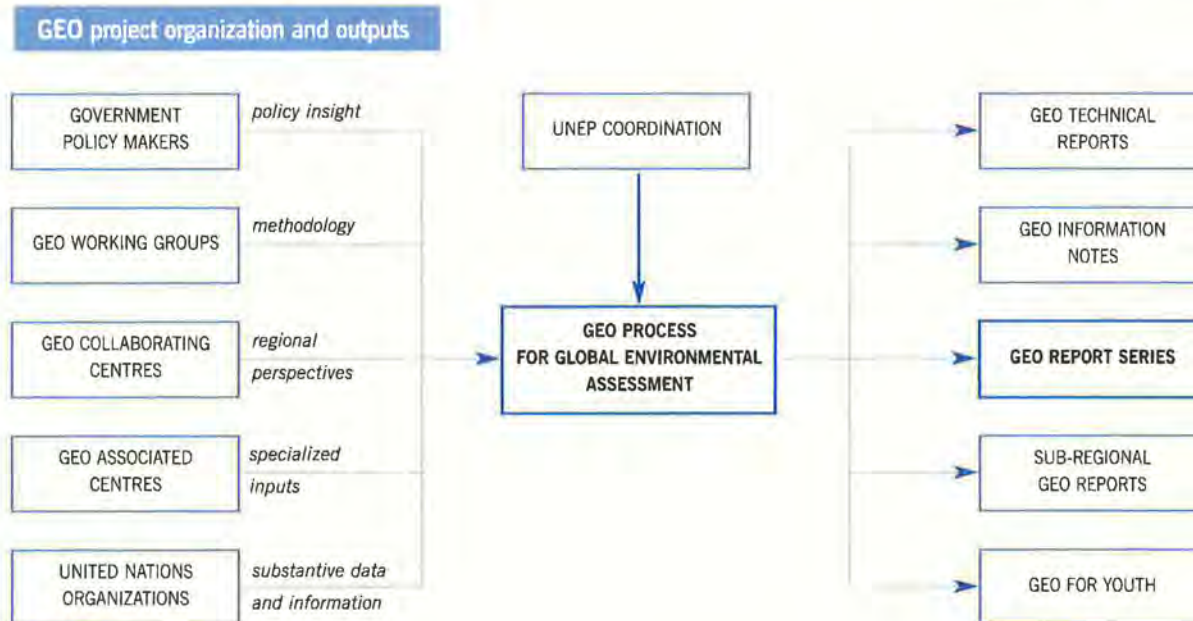 GEO project organization and outputs
GOVERNMENT
POLICY MAKERS
policy insight
GEO WORKING GROUPS
methodology
GEO COLLABORATING
CENTRES
regional
perspectives
GEO ASSOCIATED
CENTRES
specialized
inputs
UNITED NATIONS
ORGANIZATIONS
substantive data
and information
UNEP COORDINATION
GEO PROCESS
FOR GLOBAL ENVIRONMENTAL
ASSESSMENT
GEO TECHNICAL
REPORTS
GEO INFORMATION
NOTES
GEO REPORT SERIES
SUB-REGIONAL
GEO REPORTS
GEO FOR YOUTH